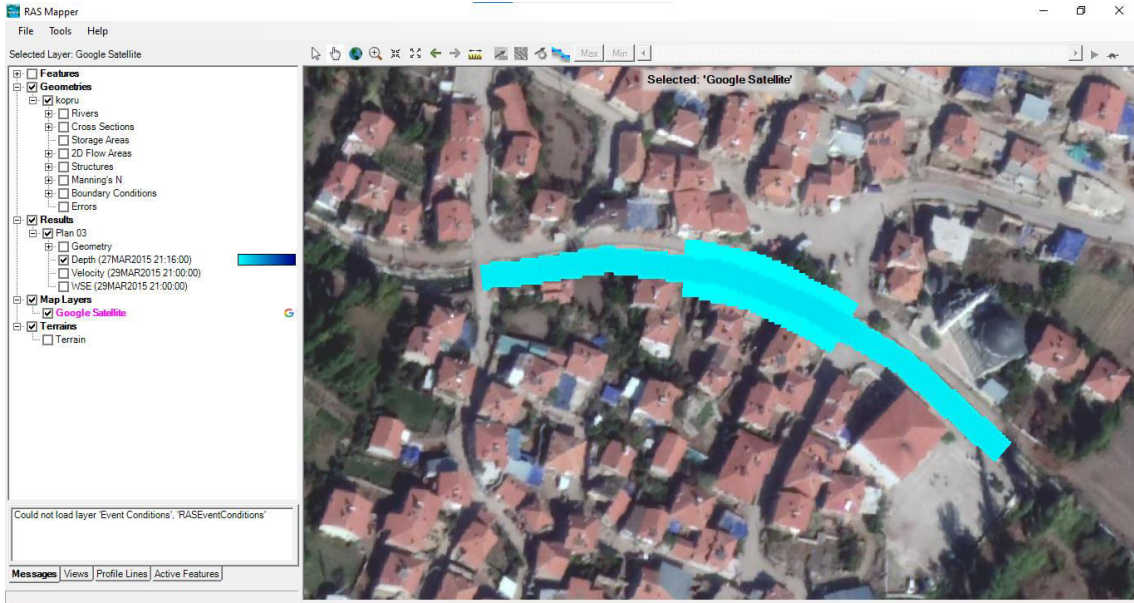 RAS Mapper
File Tools Help
Selected Layer: Google Satellite
Max Min
Selected: 'Google Satellite'
Features
Geometries
kopru
Rivers
Cross Sections
Storage Areas
2D Flow Areas
Structures
Manning's N
Boundary Conditions
Errors
Results
Plan 03
Geometry
Depth (27MAR2015 21:16:00)
Velocity (29MAR2015 21:00:00)
WSE (29MAR2015 21:00:00)
Map Layers
Google Satellite
Terrains
Terrain
Could not load layer 'Event Conditions', 'RASEventConditions'
Messages Views Profile Lines Active Features